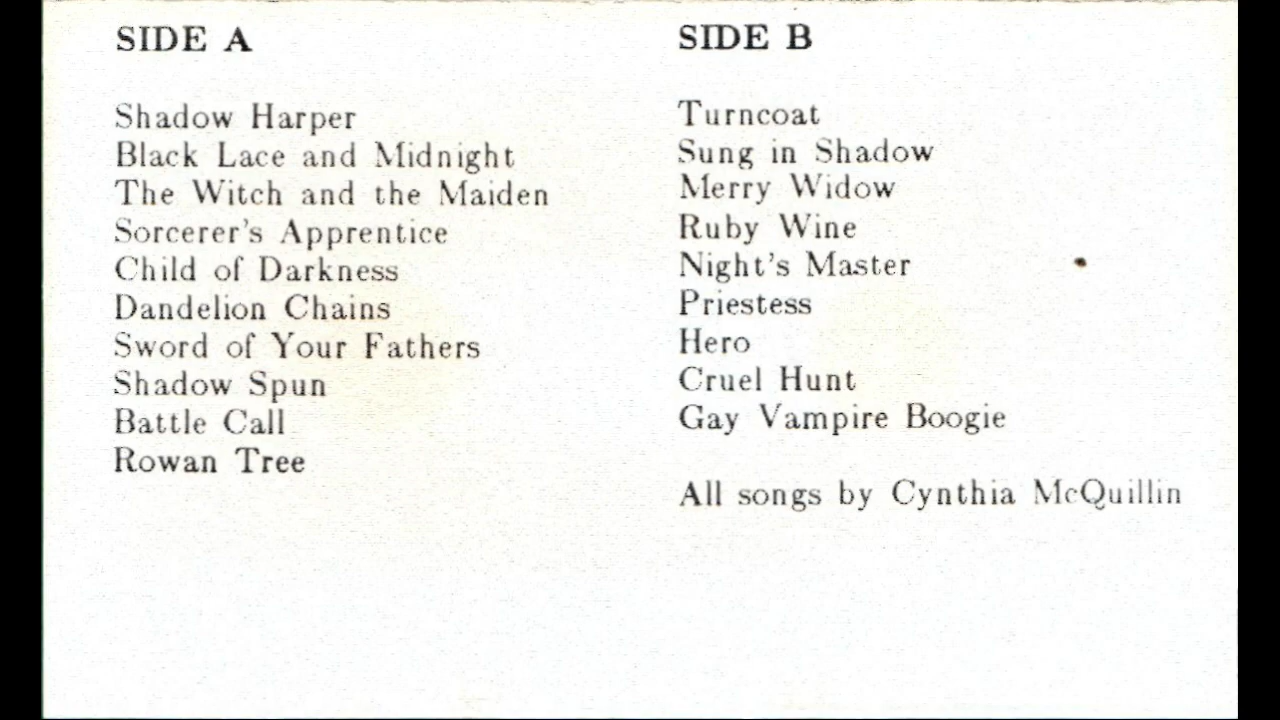 SIDE A
Shadow Harper
Black Lace and Midnight
The Witch and the Maiden
Sorcerer's Apprentice
Child of Darkness
Dandelion Chains
Sword of Your Fathers
Shadow Spun
Battle Call
Rowan Tree
SIDE B
Turncoat
Sung in Shadow
Merry Widow
Ruby Wine
Night's Master
Priestess
Hero
Cruel Hunt
Gay Vampire Boogie
All songs by Cynthia McQuillin